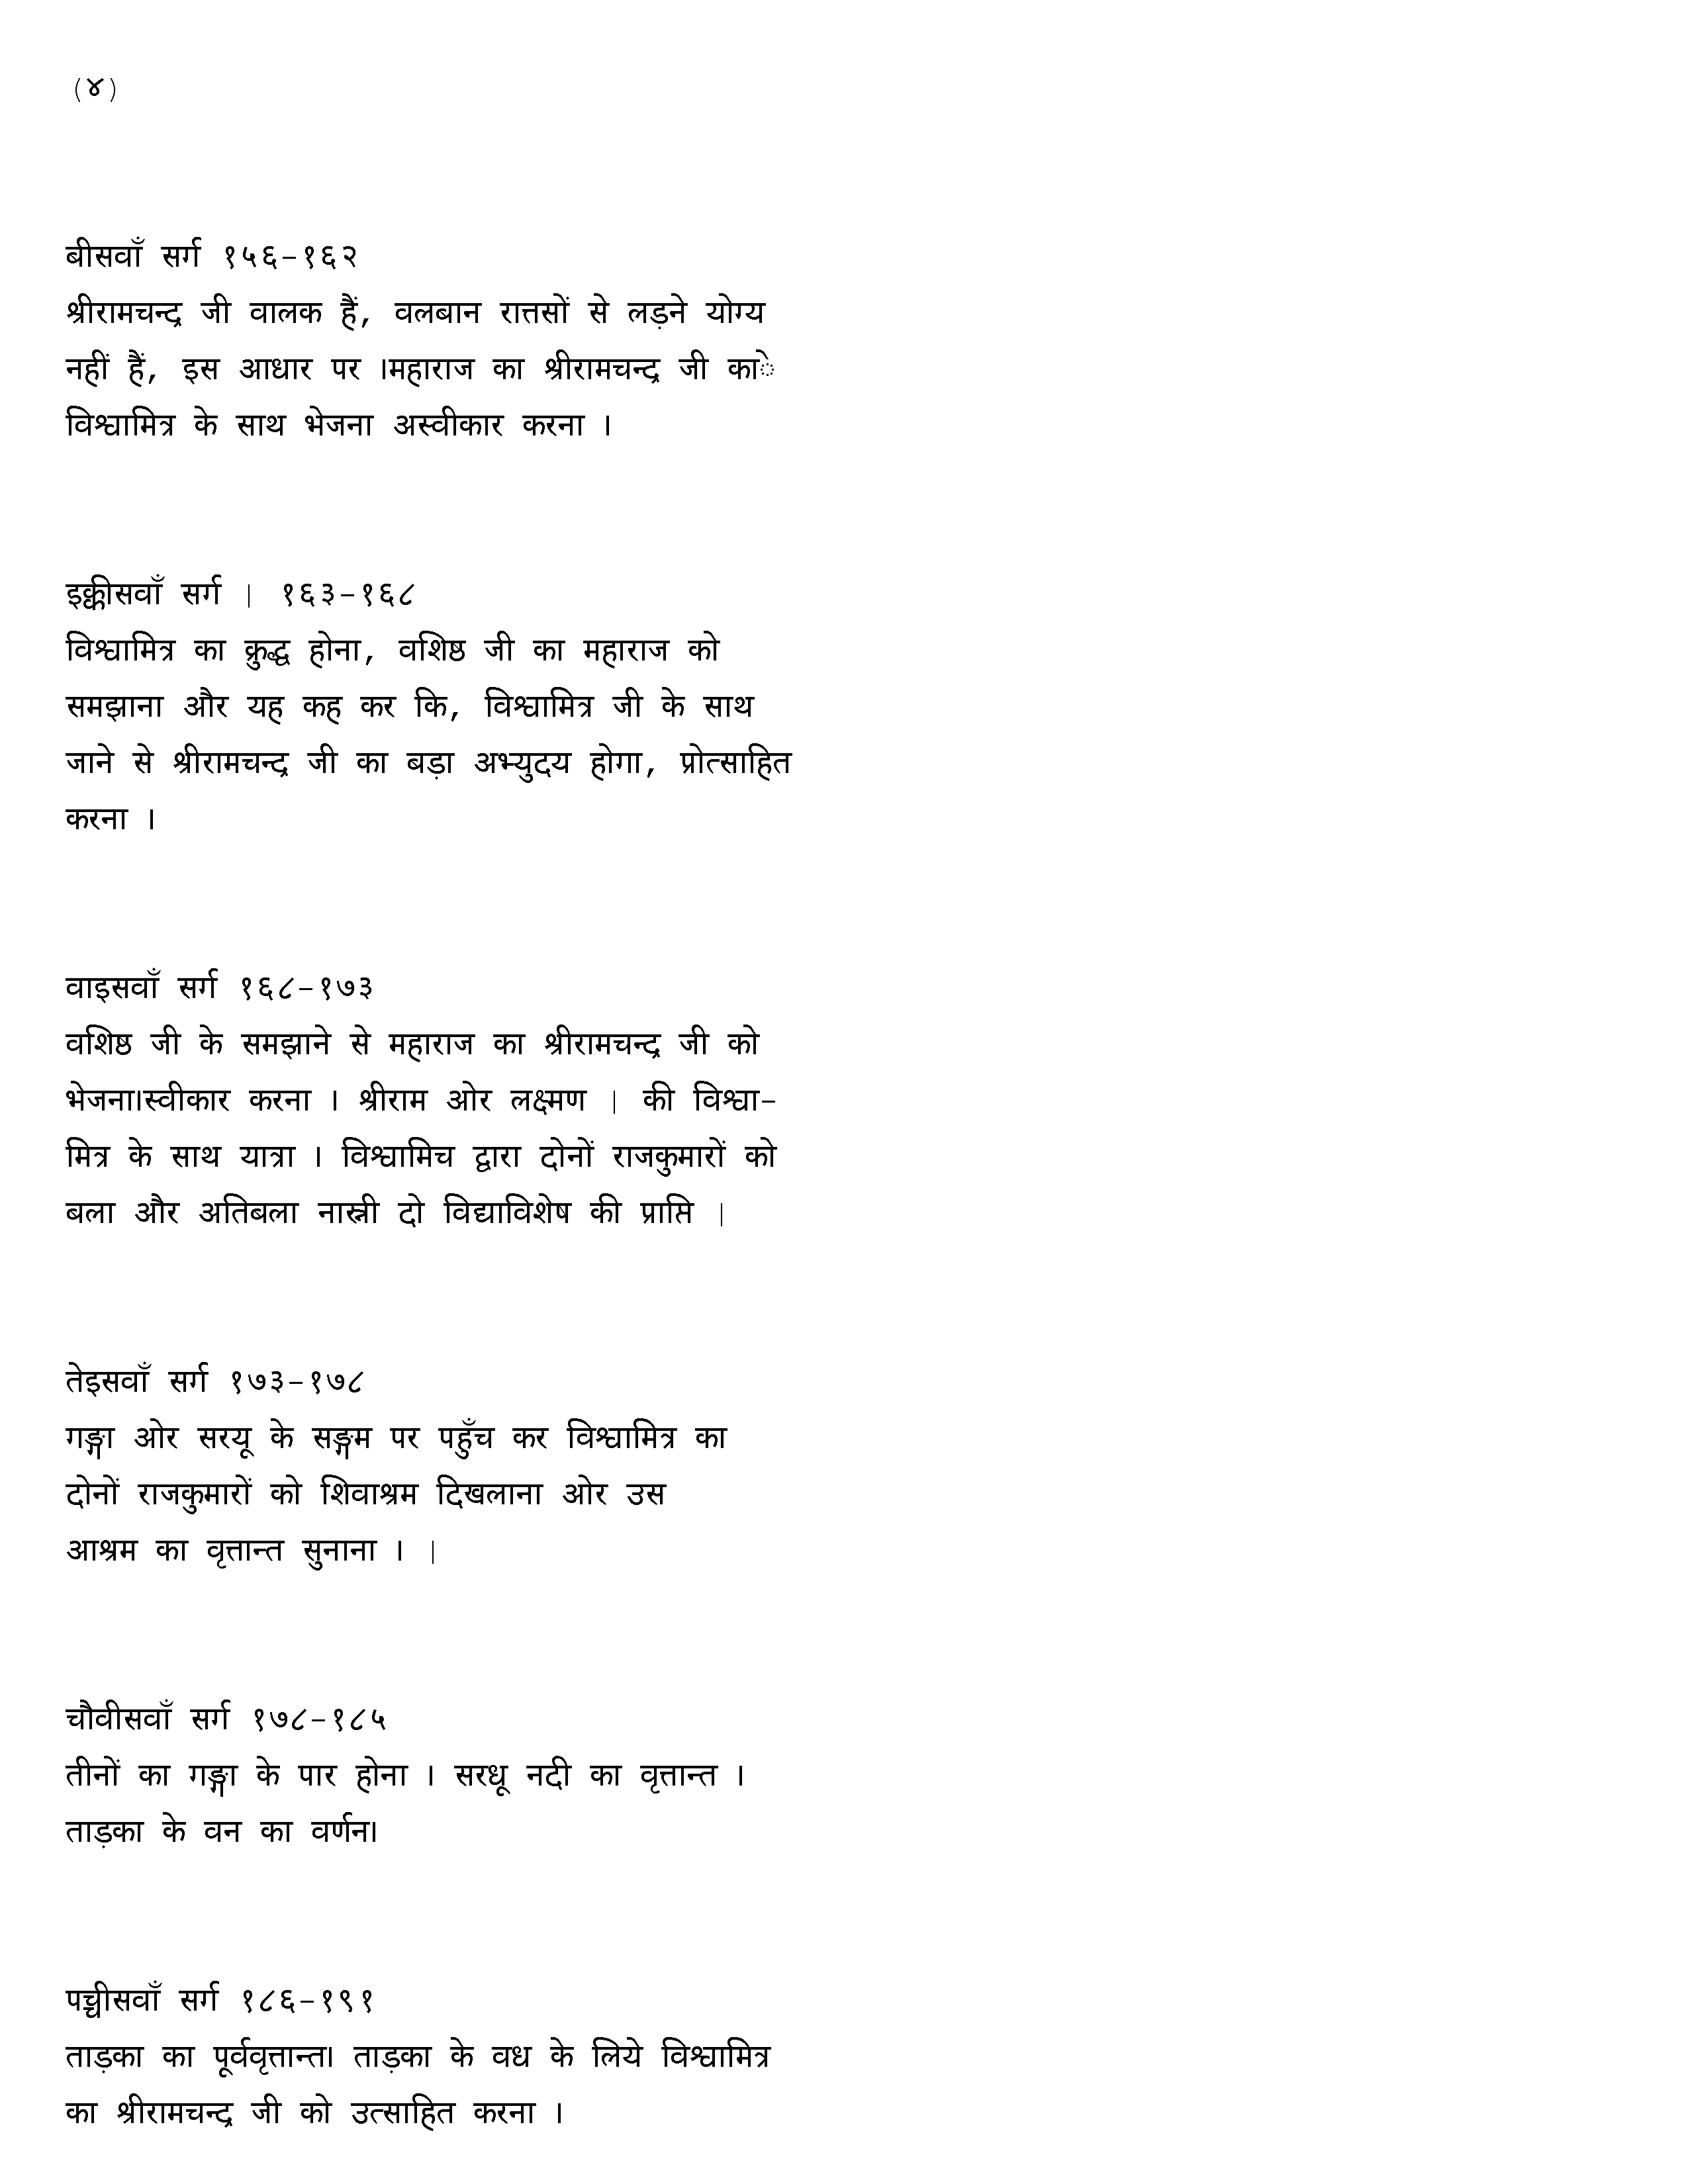 (४)
बीसवाँ सर्ग १५६-१६२
श्रीरामचन्द्र जी वालक हैं, वलबान रात्तसों से लड़ने योग्य
नहीं हैं, इस आधार पर ।महाराज का श्रीरामचन्द्र जी काे
विश्वामित्र के साथ भेजना अस्वीकार करना ।
इक्कीसवाँ सर्ग | १६३-१६८
विश्वामित्र का क्रुद्ध होना, वशिष्ठ जी का महाराज को
समझाना और यह कह कर कि, विश्वामित्र जी के साथ
जाने से श्रीरामचन्द्र जी का बड़ा अभ्युदय होगा, प्रोत्साहित
करना ।
वाइसवाँ सर्ग १६८-१७३
वशिष्ठ जी के समझाने से महाराज का श्रीरामचन्द्र जी को
भेजना।स्वीकार करना । श्रीराम ओर लक्ष्मण | की विश्वा-
मित्र के साथ यात्रा । विश्वामिच द्वारा दोनों राजकुमारों को
बला और अतिबला नास्नी दो विद्याविशेष की प्राप्ति |
तेइसवाँ सर्ग १७३-१७८
गङ्गा ओर सरयू के सङ्गम पर पहुँच कर विश्वामित्र का
दोनों राजकुमारों को शिवाश्रम दिखलाना ओर उस
आश्रम का वृत्तान्त सुनाना । |
चौवीसवाँ सर्ग १७८-१८५
तीनों का गङ्गा के पार होना । सरधू नदी का वृत्तान्त ।
ताड़का के वन का वर्णन।
पच्चीसवाँ सर्ग १८६-१९१
ताड़का का पूर्ववृत्तान्त। ताड़का के वध के लिये विश्वामित्र
का श्रीरामचन्द्र जी को उत्साहित करना ।